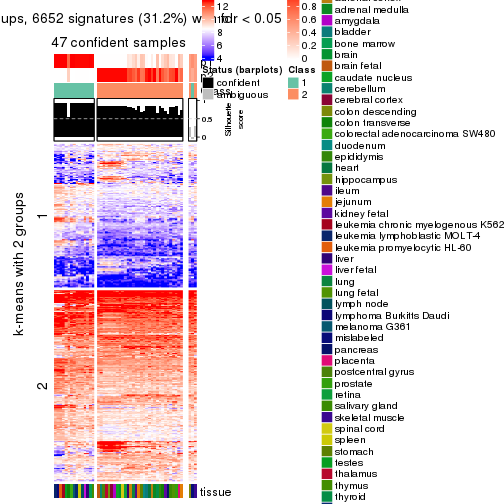 ups, 6652 signatures (31.2%) w fdr < 0.05
47 confident samples
12
10
8
6
4
0.8
0.6
0.4
0.2
0
Status (barplots)
confident
ambiguous
Class
1
2
1
0.5
0
Silhouette
score
k-means with 2 groups
1
2
tissue
adrenal medulla
amygdala
bladder
bone marrow
brain
brain fetal
caudate nucleus
cerebellum
cerebral cortex
colon descending
colon transverse
colorectal adenocarcinoma SW480
duodenum
epididymis
heart
hippocampus
ileum
jejunum
kidney fetal
leukemia chronic myelogenous K562
leukemia lymphoblastic MOLT-4
leukemia promyelocytic HL-60
liver
liver fetal
lung
lung fetal
lymph node
lymphoma Burkitts Daudi
melanoma G361
mislabeled
pancreas
placenta
postcentral gyrus
prostate
retina
salivary gland
skeletal muscle
spinal cord
spleen
stomach
testes
thalamus
thymus
thyroid